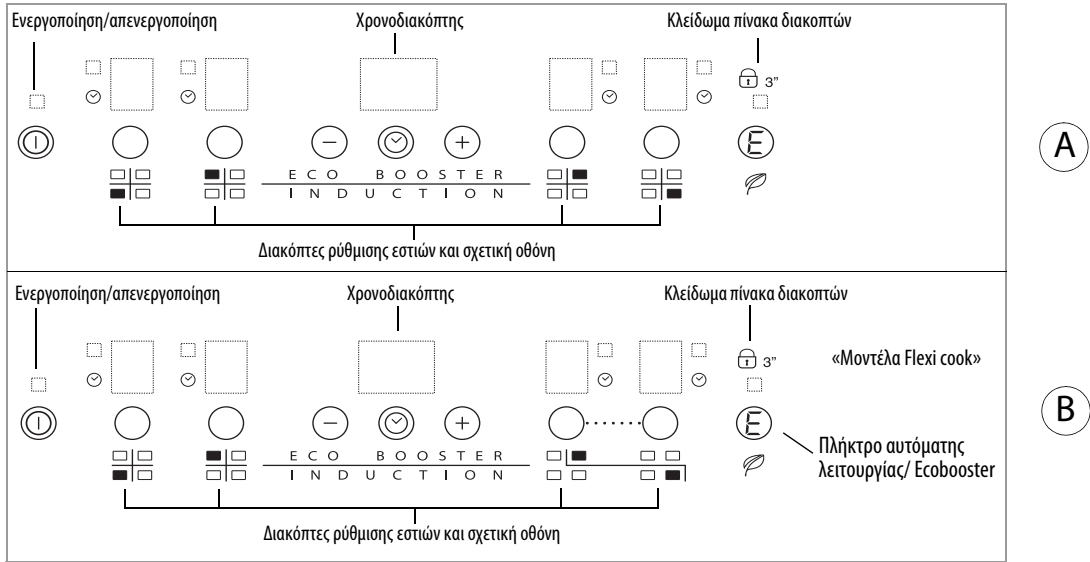 Ενεργοποίηση/απενεργοποίηση
Χρονοδιακόπτης
Κλείδωμα πίνακα διακοπτών
3”
E
A
ECO BOOSTER
INDUCTION
Διακόπτες ρύθμισης εστιών και σχετική οθόνη
Ενεργοποίηση/απενεργοποίηση
Χρονοδιακόπτης
Κλείδωμα πίνακα διακοπτών
3”
«Μοντέλα Flexi cook»
E
B
Πλήκτρο αυτόματης
λειτουργίας/ Ecobooster
ECO BOOSTER
INDUCTION
Διακόπτες ρύθμισης εστιών και σχετική οθόνη